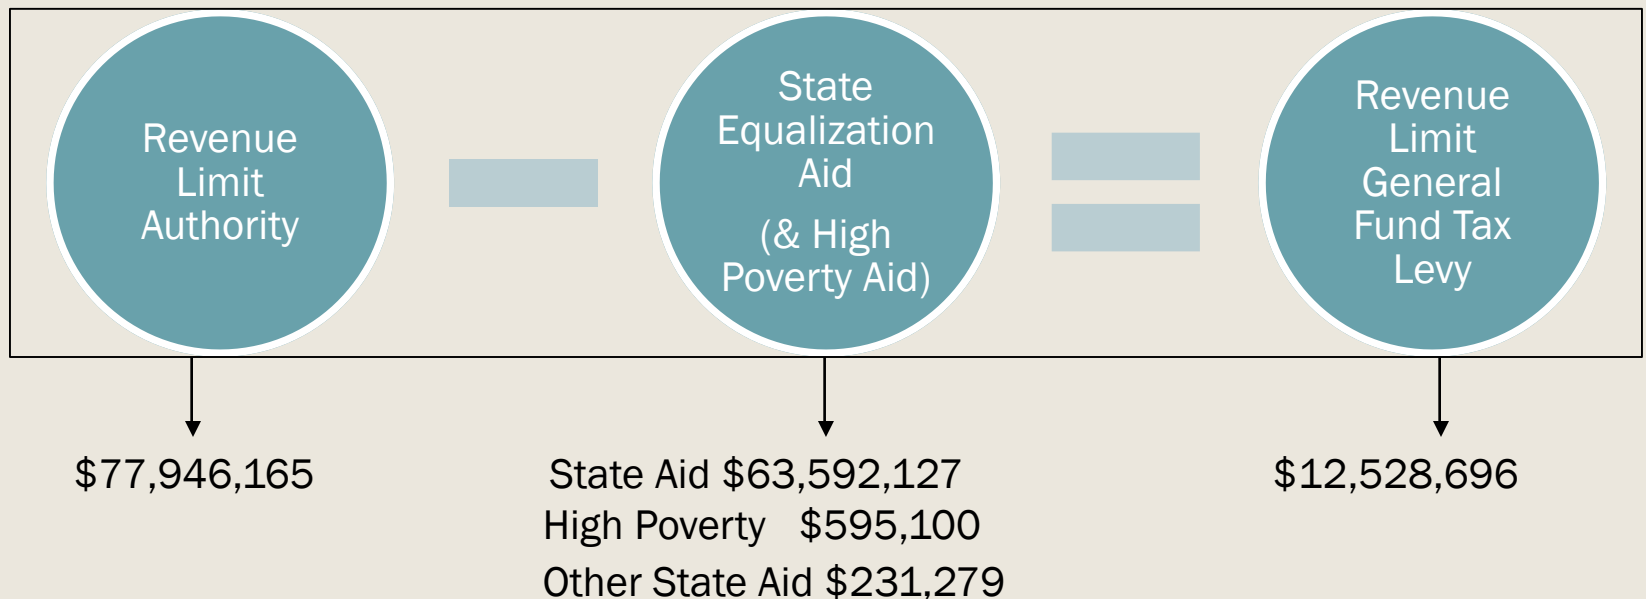 Revenue
Limit
Authority
State
Equalization
Aid
(& High
Poverty Aid)
Revenue
Limit
General
Fund Tax
Levy
$77,946,165
State Aid $63,592,127
High Poverty $595,100
Other State Aid $231,279
$12,528,696